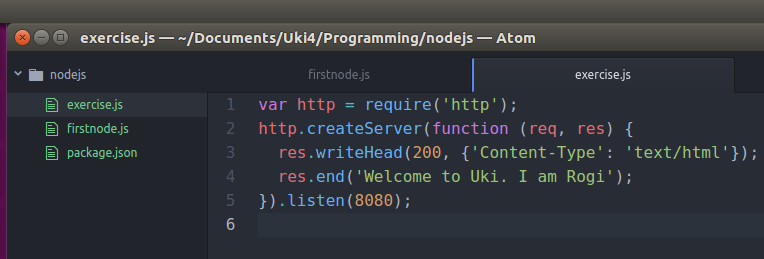 exercise.js — ~/Documents/Uki4/Programming/nodejs — Atom
nodejs
exercise.js
firstnode.js
package.json
firstnode.js
exercise.js
1 var http = require('http');
2 http.createServer(function (req, res) {
3   res.writeHead(200, {'Content-Type': 'text/html'});
4   res.end('Welcome to Uki. I am Rogi');
5 }).listen(8080);
6